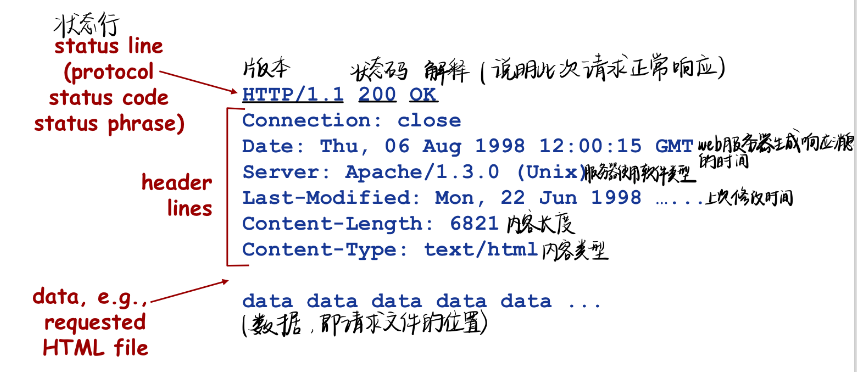 状态行
status line
(protocol
status code
status phrase)
版本 状态码 解释 (说明此次请求正常响应)
HTTP/1.1 200 OK
Connection: close
Date: Thu, 06 Aug 1998 12:00:15 GMT web服务器生成响应消息的时间
Server: Apache/1.3.0 (Unix) 服务器使用软件类型
Last-Modified: Mon, 22 Jun 1998 …... 上次修改时间
Content-Length: 6821 内容长度
Content-Type: text/html 内容类型
header
lines
data, e.g.,
requested
HTML file
data data data data data ...
(数据,即请求文件的位置)